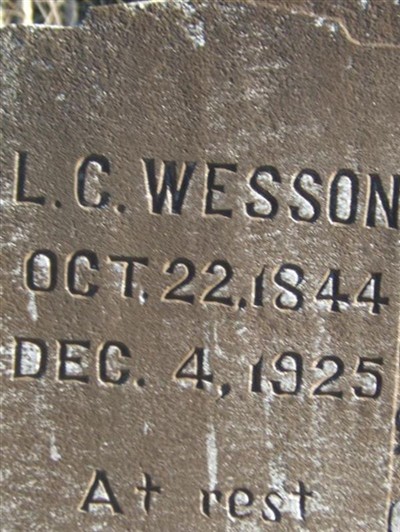 L. C. WESSON
OCT. 22, 1844
DEC. 4, 1925
At rest